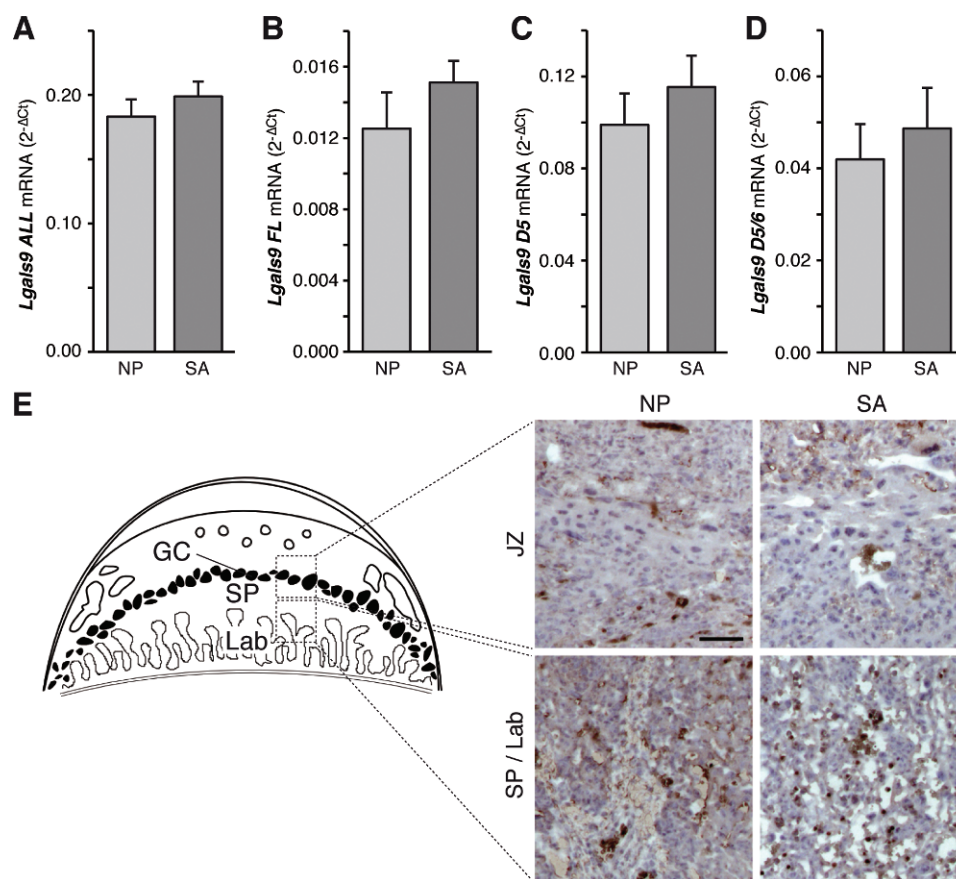 A
Lgals9 ALL mRNA (2-ΔCt)
0.20
0.10
0.00
NP SA
B
Lgals9 FL mRNA (2-ΔCt)
0.016
0.012
0.008
0.004
0.000
NP SA
C
Lgals9 D5 mRNA (2-ΔCt)
0.12
0.08
0.04
0.00
NP SA
D
Lgals9 D5/6 mRNA (2-ΔCt)
0.06
0.04
0.02
0.00
NP SA
E
GC
SP
Lab
NP SA
JZ
SP / Lab